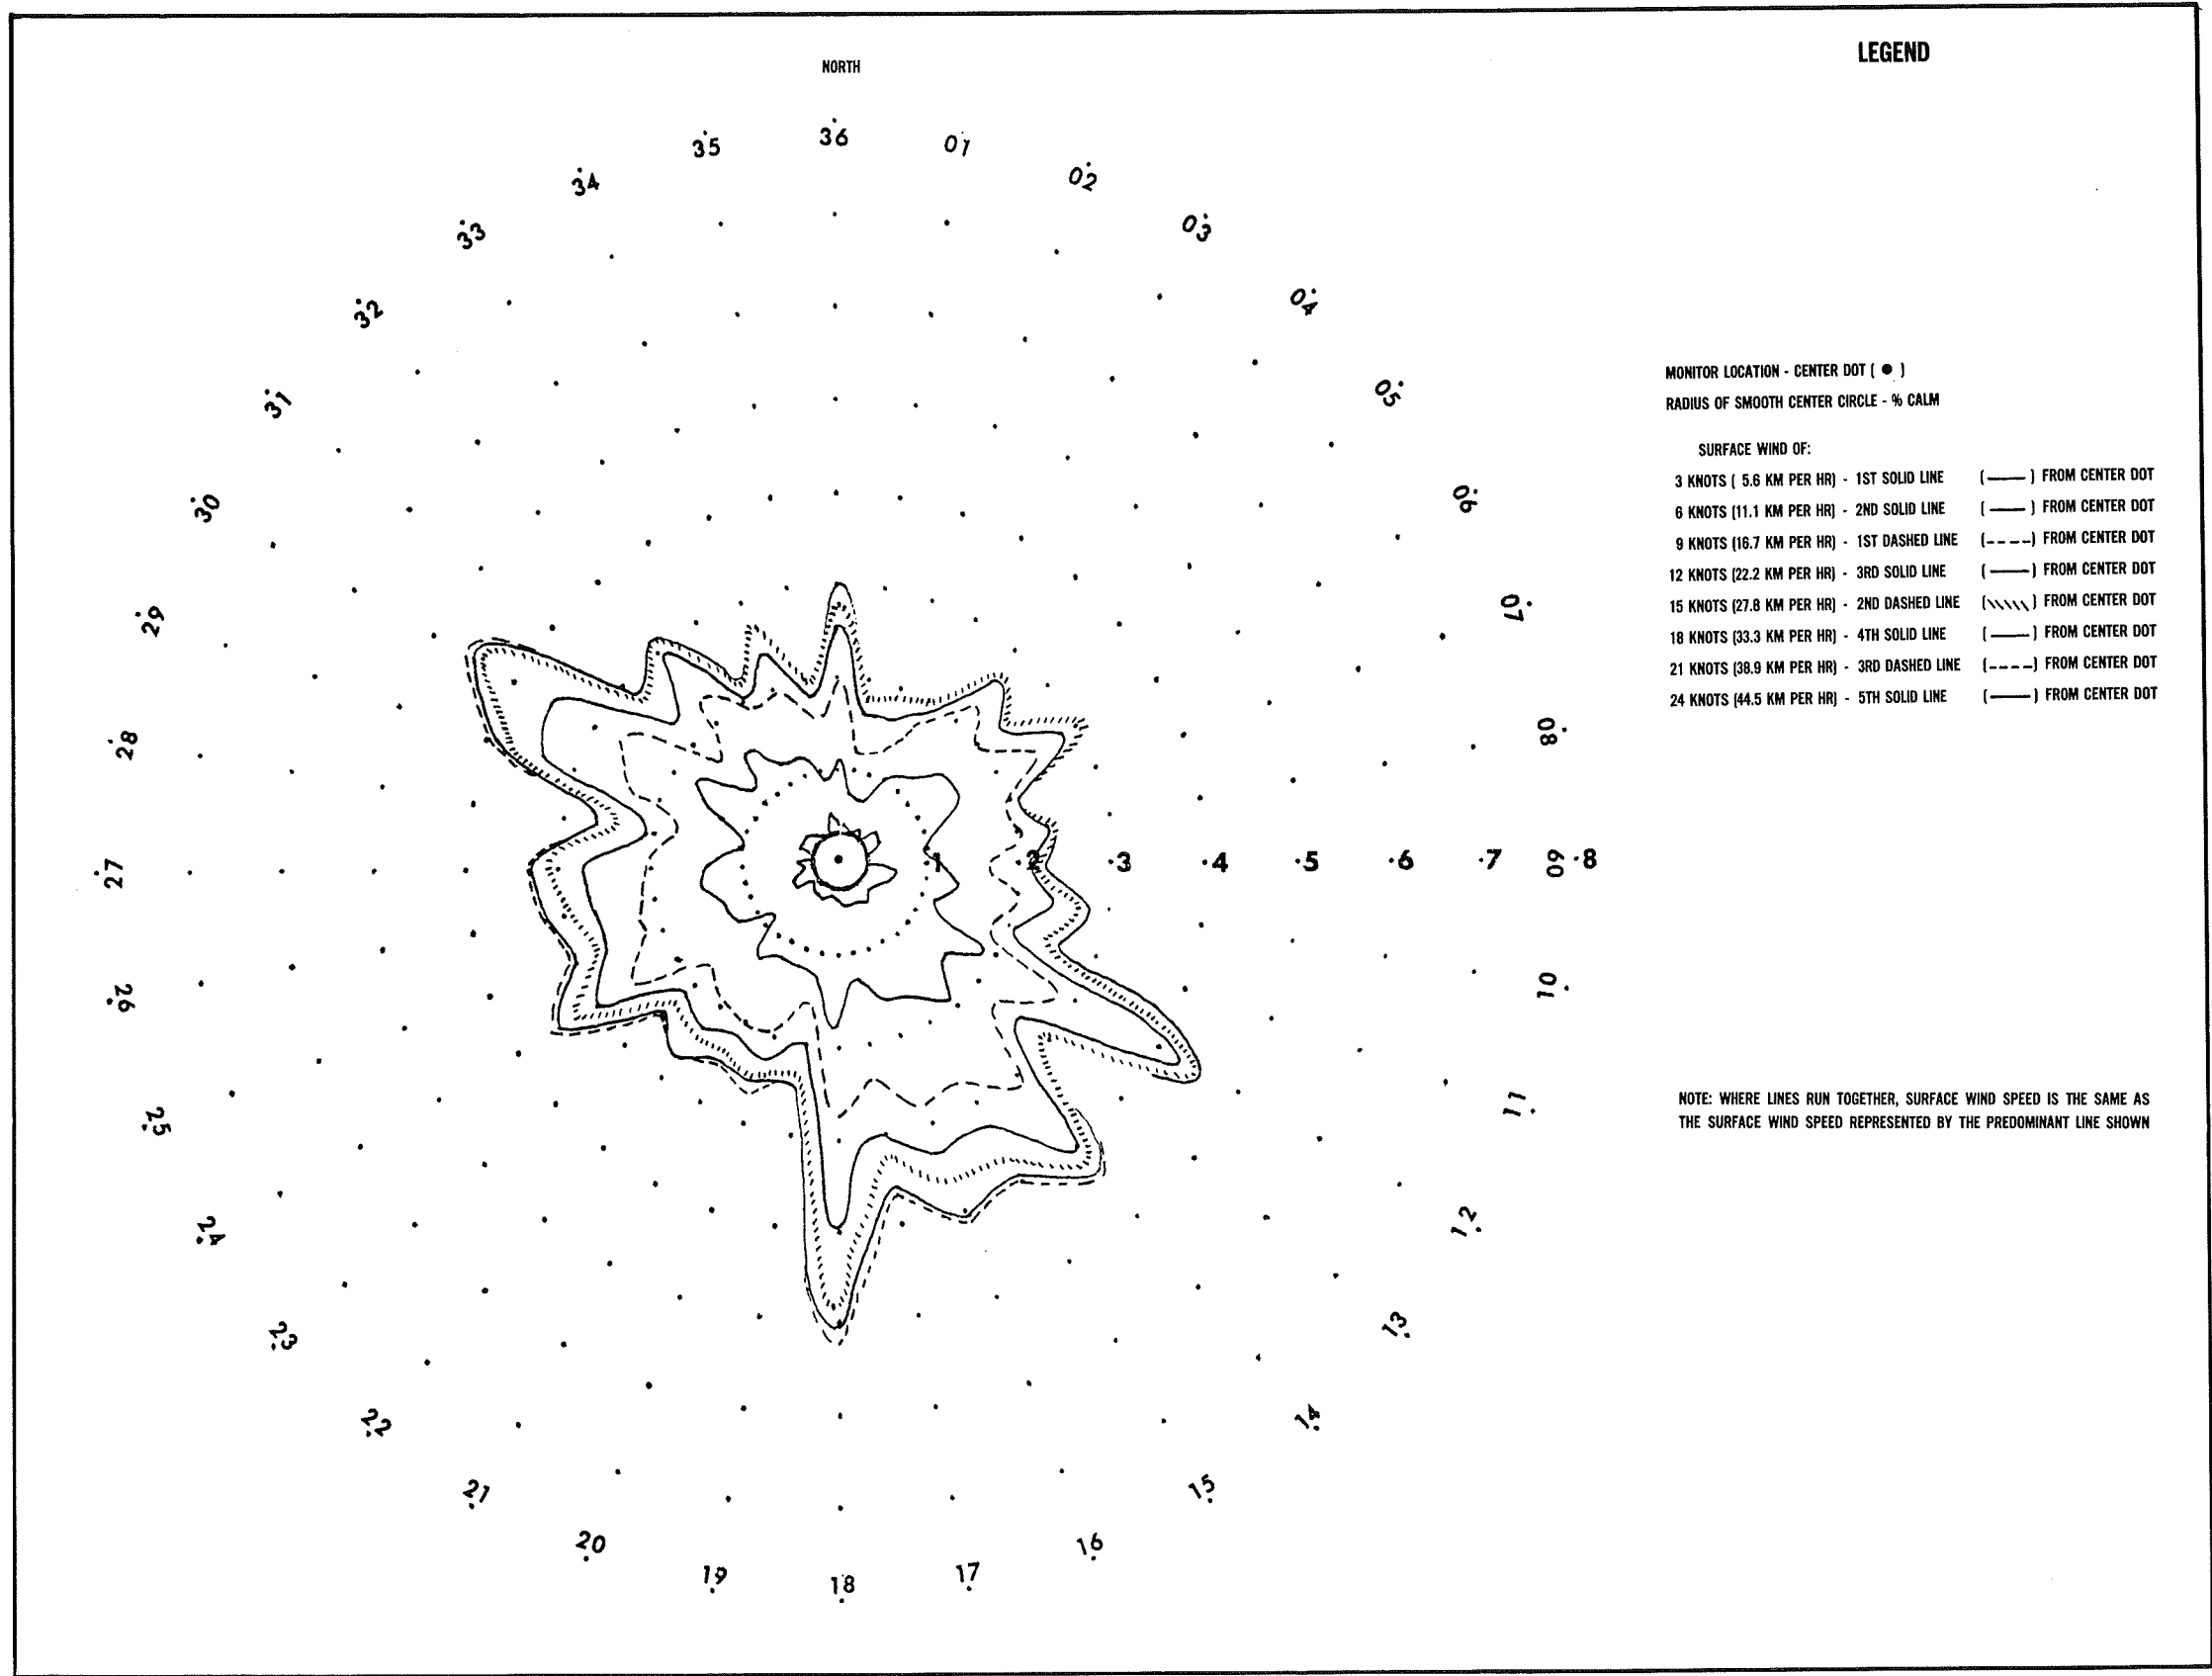 LEGEND
NORTH
36
01
02
03
04
05
06
07
08
09
10
11
12
13
14
15
16
17
18
19
20
21
22
23
24
25
26
27
28
29
30
31
32
33
34
35
1
2
.3
.4
.5
.6
.7
.8
MONITOR LOCATION - CENTER DOT ( ● )
RADIUS OF SMOOTH CENTER CIRCLE - % CALM
SURFACE WIND OF:
3 KNOTS ( 5.6 KM PER HR) - 1ST SOLID LINE (——) FROM CENTER DOT
6 KNOTS (11.1 KM PER HR) - 2ND SOLID LINE (——) FROM CENTER DOT
9 KNOTS (16.7 KM PER HR) - 1ST DASHED LINE (----) FROM CENTER DOT
12 KNOTS (22.2 KM PER HR) - 3RD SOLID LINE (——) FROM CENTER DOT
15 KNOTS (27.8 KM PER HR) - 2ND DASHED LINE (\\\\\) FROM CENTER DOT
18 KNOTS (33.3 KM PER HR) - 4TH SOLID LINE (——) FROM CENTER DOT
21 KNOTS (38.9 KM PER HR) - 3RD DASHED LINE (----) FROM CENTER DOT
24 KNOTS (44.5 KM PER HR) - 5TH SOLID LINE (——) FROM CENTER DOT
NOTE: WHERE LINES RUN TOGETHER, SURFACE WIND SPEED IS THE SAME AS
THE SURFACE WIND SPEED REPRESENTED BY THE PREDOMINANT LINE SHOWN